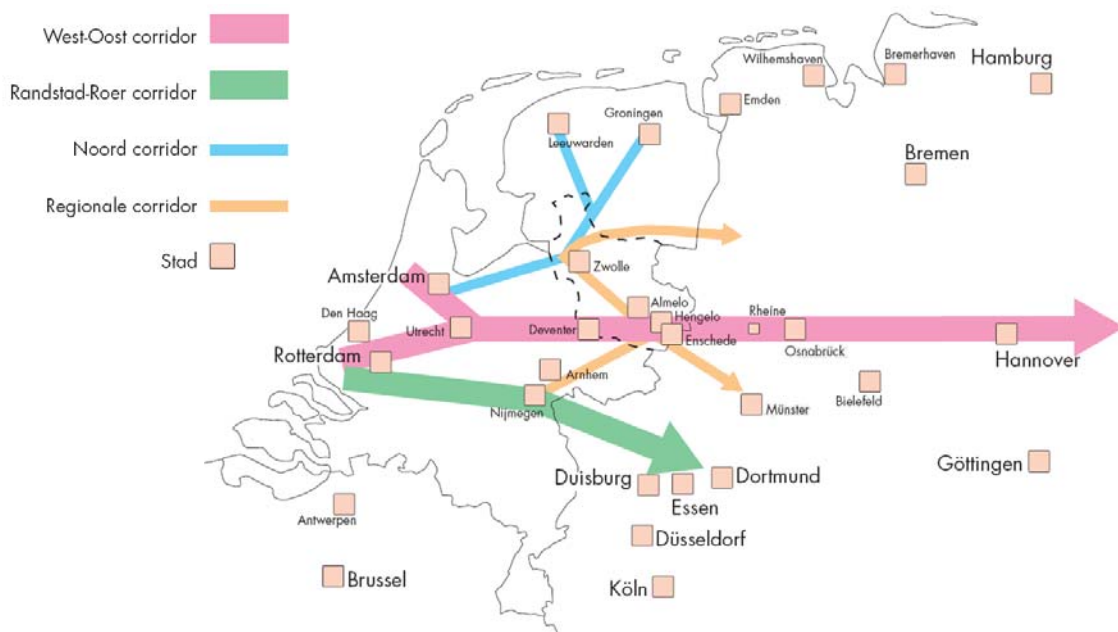 West-Oost corridor
Randstad-Roer corridor
Noord corridor
Regionale corridor
Stad
Wilhemshaven
Bremerhaven
Hamburg
Emden
Groningen
Leeuwarden
Bremen
Zwolle
Amsterdam
Almelo
Den Haag
Utrecht
Deventer
Hengelo
Rheine
Enschede
Osnabrück
Hannover
Rotterdam
Arnhem
Nijmegen
Münster
Bielefeld
Duisburg
Dortmund
Göttingen
Essen
Antwerpen
Düsseldorf
Brussel
Köln